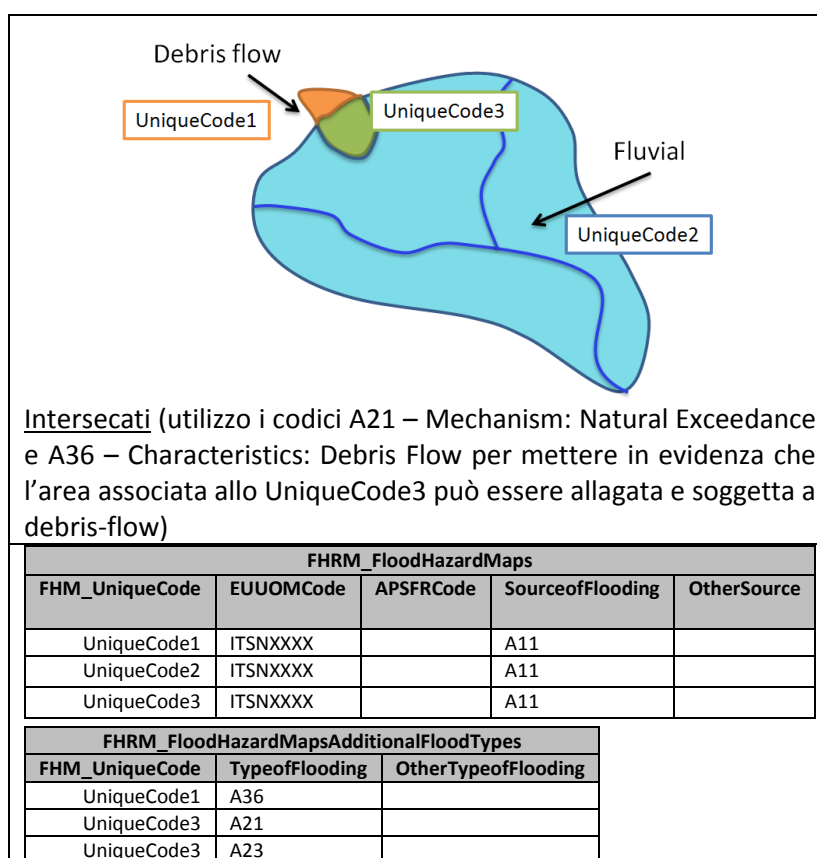 Debris flow
UniqueCode1
UniqueCode3
Fluvial
UniqueCode2
Intersecati (utilizzo i codici A21 – Mechanism: Natural Exceedance
e A36 – Characteristics: Debris Flow per mettere in evidenza che
l’area associata allo UniqueCode3 può essere allagata e soggetta a
debris-flow)
FHRM_FloodHazardMaps
FHM_UniqueCode EUUOMCode APSFRCode SourceofFlooding OtherSource
UniqueCode1 ITSNXXXX A11
UniqueCode2 ITSNXXXX A11
UniqueCode3 ITSNXXXX A11
FHRM_FloodHazardMapsAdditionalFloodTypes
FHM_UniqueCode TypeofFlooding OtherTypeofFlooding
UniqueCode1 A36
UniqueCode3 A21
UniqueCode3 A23